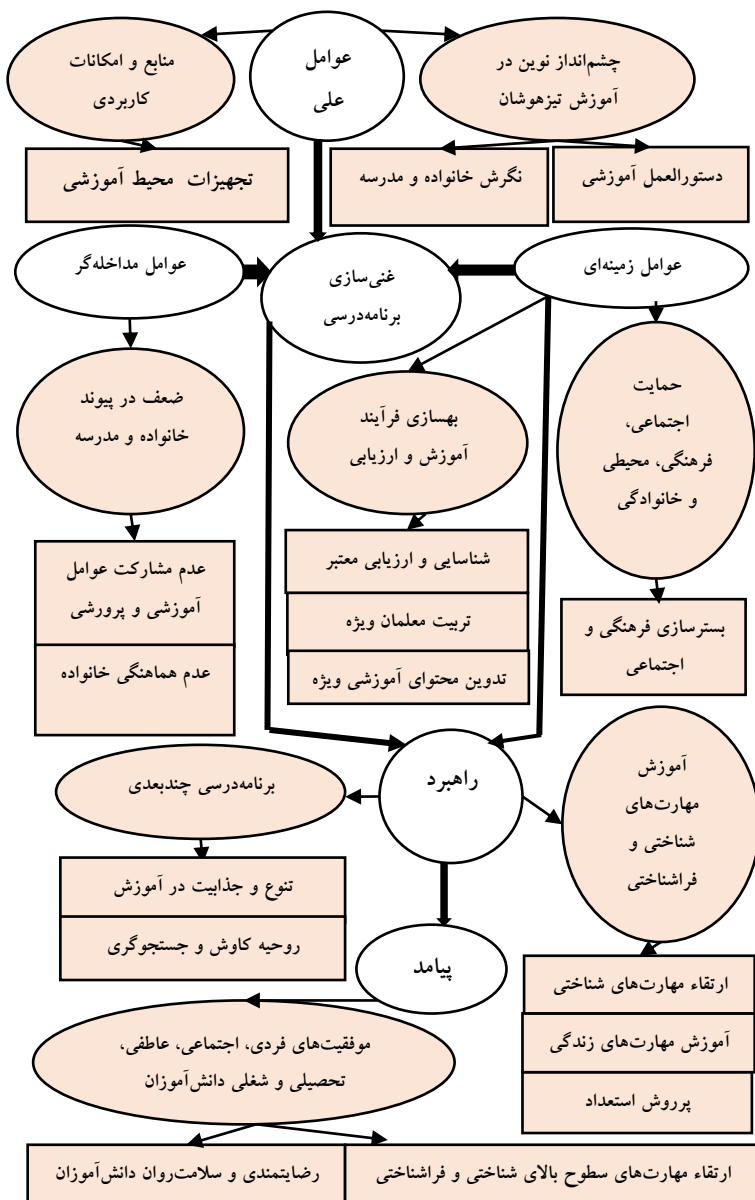 چشم‌انداز نوین در
آموزش تیزهوشان
عوامل
علی
منابع و امکانات
کاربردی
دستورالعمل آموزشی
نگرش خانواده و مدرسه
تجهیزات محیط آموزشی
عوامل زمینه‌ای
غنی‌سازی
برنامه‌درسی
عوامل مداخله‌گر
حمایت
اجتماعی،
فرهنگی، محیطی
و خانوادگی
بهسازی فرآیند
آموزش و ارزیابی
ضعف در پیوند
خانواده و مدرسه
بسترسازی فرهنگی و
اجتماعی
شناسایی و ارزیابی معتبر
تربیت معلمان ویژه
تدوین محتوای آموزشی ویژه
عدم مشارکت عوامل
آموزشی و پرورشی
عدم هماهنگی خانواده
آموزش
مهارت‌های
شناختی و
فراشناختی
راهبرد
برنامه‌درسی چندبعدی
تنوع و جذابیت در آموزش
روحیه کاوش و جستجوگری
پیامد
ارتقاء مهارت‌های شناختی
آموزش مهارت‌های زندگی
پرروش استعداد
موفقیت‌های فردی، اجتماعی، عاطفی،
تحصیلی و شغلی دانش‌آموزان
ارتقاء مهارت‌های سطوح بالای شناختی و فراشناختی
رضایتمندی و سلامت‌روان دانش‌آموزان